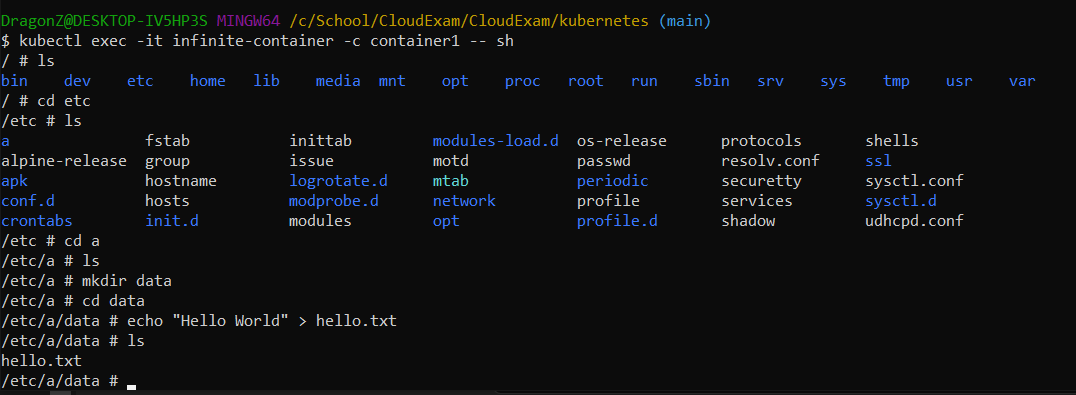 DragonZ@DESKTOP-IV5HP3S MINGW64 /c/School/CloudExam/CloudExam/kubernetes (main)
$ kubectl exec -it infinite-container -c container1 -- sh
/ # ls
bin    dev    etc    home   lib    media  mnt    opt    proc   root   run    sbin   srv    sys    tmp    usr    var
/ # cd etc
/etc # ls
a               fstab           inittab         modules-load.d  os-release      protocols       shells
alpine-release  group           issue           motd            passwd          resolv.conf     ssl
apk             hostname        logrotate.d     mtab            periodic        securetty       sysctl.conf
conf.d          hosts           modprobe.d      network         profile         services        sysctl.d
crontabs        init.d          modules         opt             profile.d       shadow          udhcpd.conf
/etc # cd a
/etc/a # ls
/etc/a # mkdir data
/etc/a # cd data
/etc/a/data # echo "Hello World" > hello.txt
/etc/a/data # ls
hello.txt
/etc/a/data #